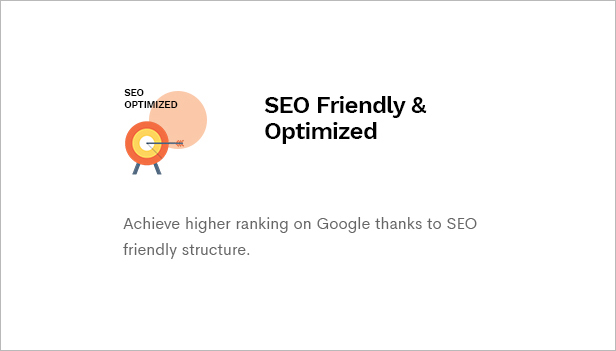 SEO
OPTIMIZED
SEO Friendly &
Optimized
Achieve higher ranking on Google thanks to SEO
friendly structure.